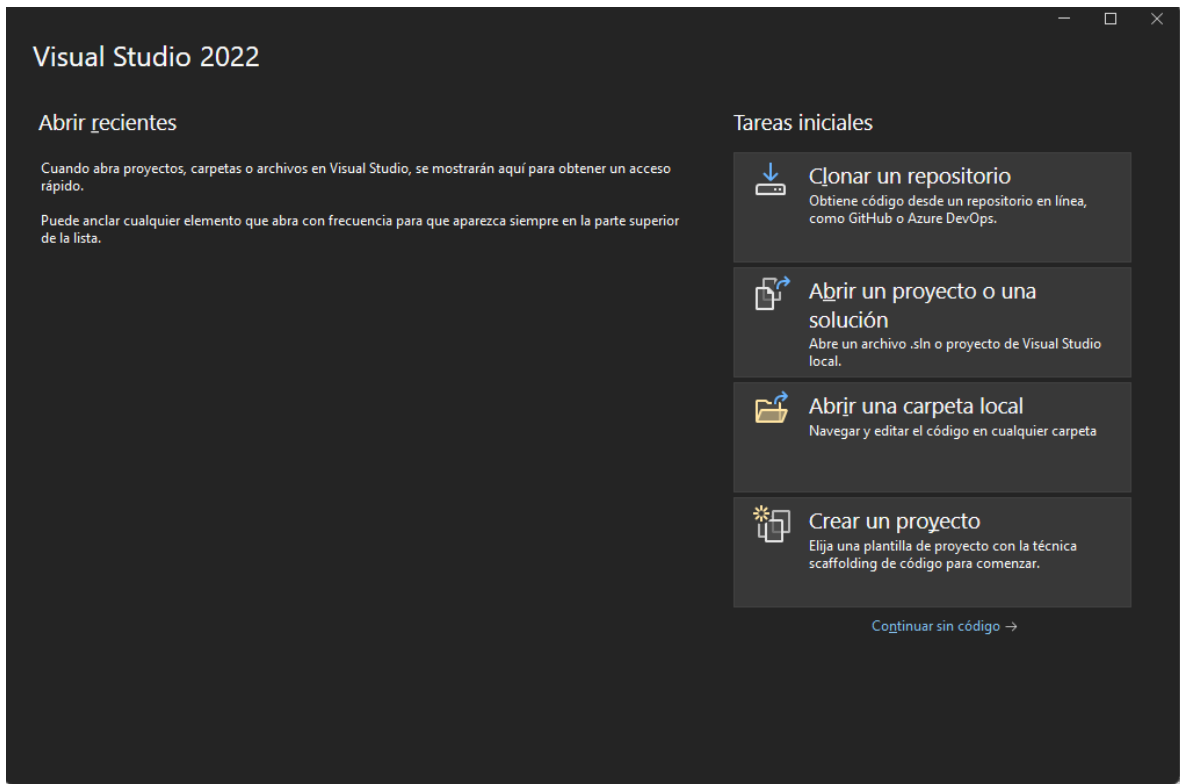 Visual Studio 2022
Abrir recientes
Cuando abra proyectos, carpetas o archivos en Visual Studio, se mostrarán aquí para obtener un acceso
rápido.
Puede anclar cualquier elemento que abra con frecuencia para que aparezca siempre en la parte superior
de la lista.
Tareas iniciales
Clonar un repositorio
Obtiene código desde un repositorio en línea,
como GitHub o Azure DevOps.
Abrir un proyecto o una
solución
Abre un archivo .sln o proyecto de Visual Studio
local.
Abrir una carpeta local
Navegar y editar el código en cualquier carpeta
Crear un proyecto
Elija una plantilla de proyecto con la técnica
scaffolding de código para comenzar.
Continuar sin código →